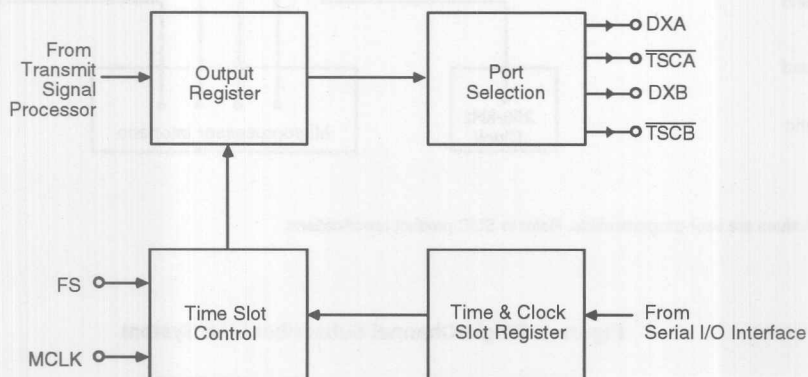 From
Transmit
Signal
Processor
Output
Register
Port
Selection
DXA
TSCA
DXB
TSCB
FS
MCLK
Time Slot
Control
Time & Clock
Slot Register
From
Serial I/O Interface